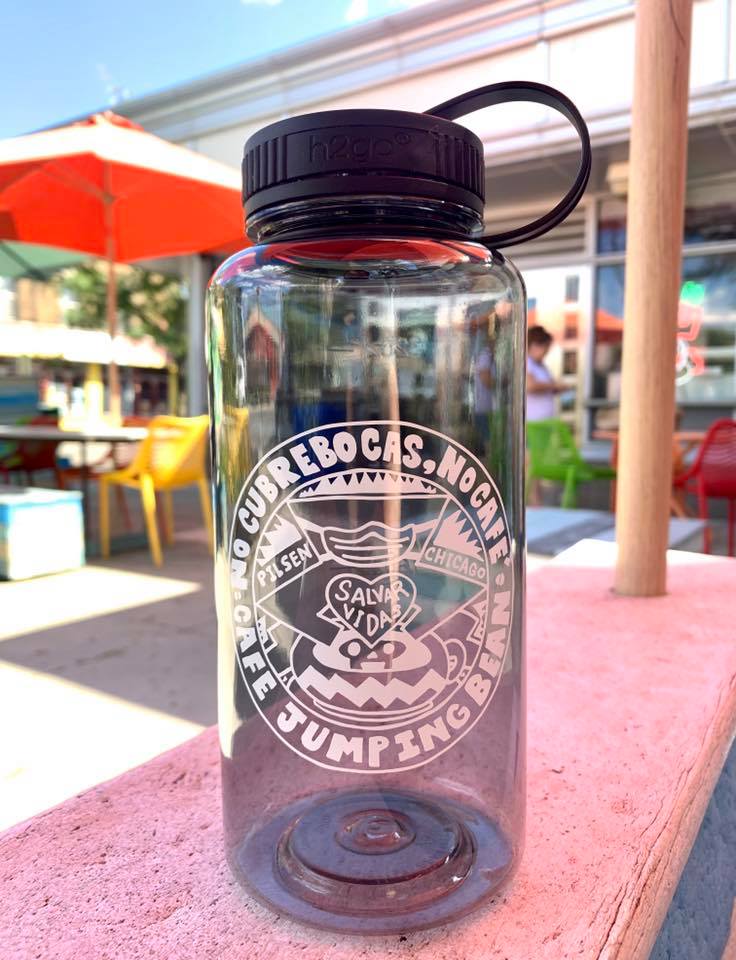 h2go®
NO CUBREBOCAS, NO CAFE
PILSEN
CHICAGO
SALVAR
VIDAS
CAFE JUMPING BEAN